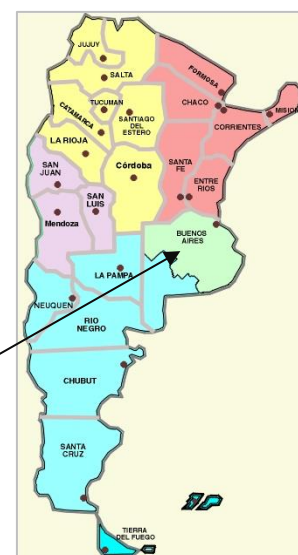 JUJUY
SALTA
FORMOSA
CHACO
MISIO
CATAMARCA
TUCUMAN
SANTIAGO
DEL
ESTERO
CORRIENTES
LA RIOJA
SAN
JUAN
Córdoba
SANTA
FE
ENTRE
RIOS
SAN
LUIS
Mendoza
BUENOS
AIRES
LA PAMPA
NEUQUEN
RIO
NEGRO
CHUBUT
SANTA
CRUZ
TIERRA
DEL FUEGO